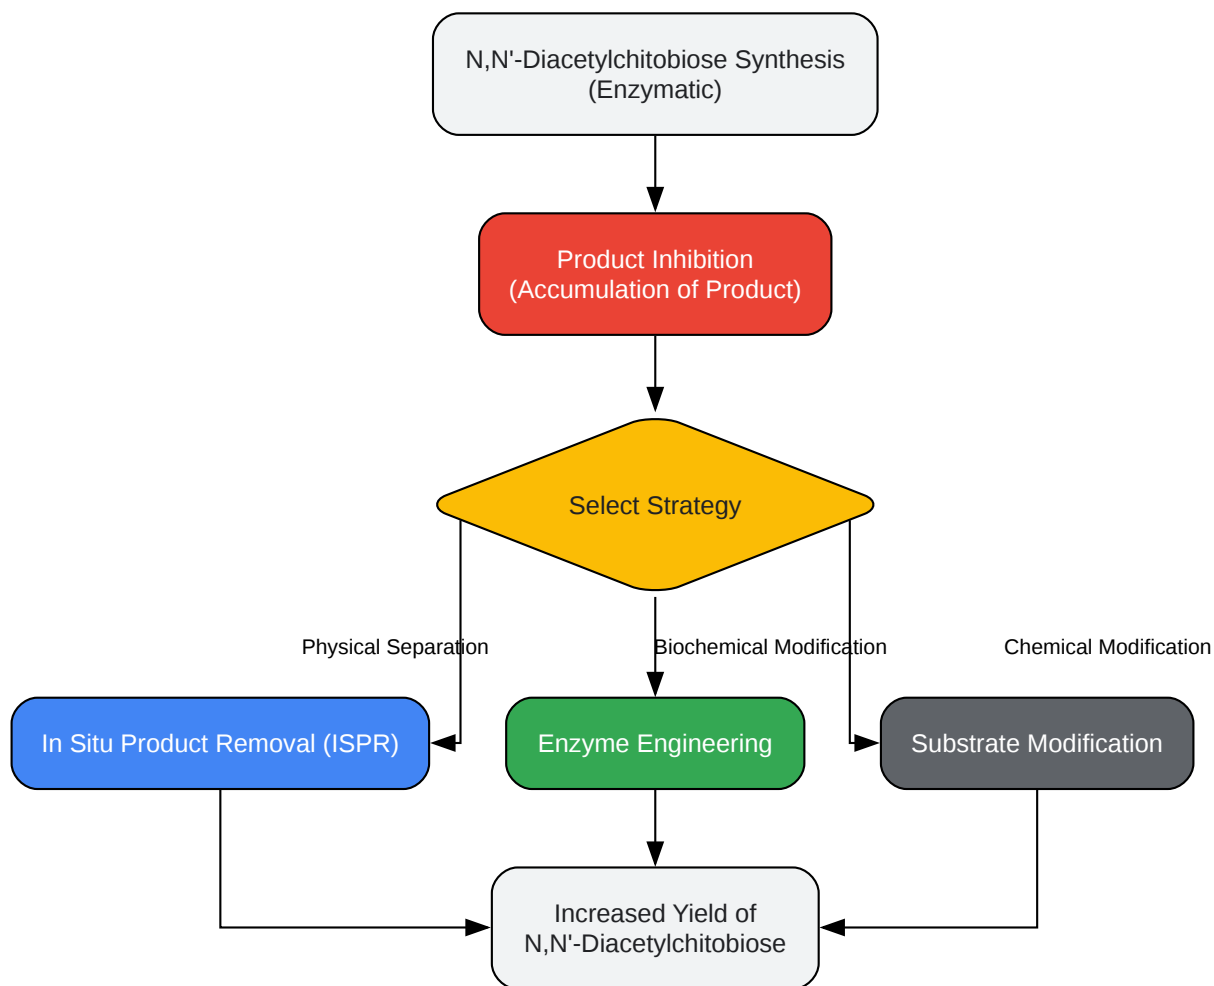 N,N'-Diacetylchitobiose Synthesis
(Enzymatic)
Product Inhibition
(Accumulation of Product)
Select Strategy
Physical Separation
Biochemical Modification
Chemical Modification
In Situ Product Removal (ISPR)
Enzyme Engineering
Substrate Modification
Increased Yield of
N,N'-Diacetylchitobiose